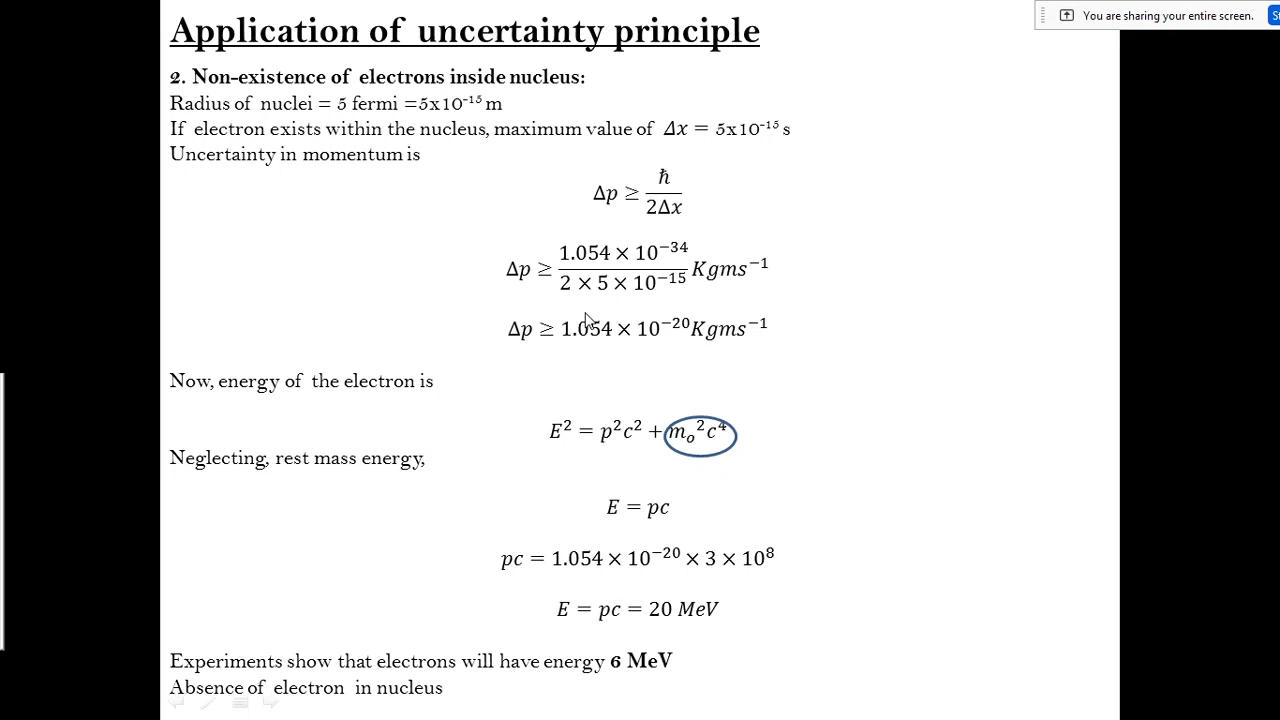 Application of uncertainty principle
You are sharing your entire screen.
2. Non-existence of electrons inside nucleus:
Radius of nuclei = 5 fermi =5x10⁻¹⁵ m
If electron exists within the nucleus, maximum value of Δx = 5x10⁻¹⁵ s
Uncertainty in momentum is
Δp ≥ ℏ / 2Δx
Δp ≥ 1.054 × 10⁻³⁴ / 2 × 5 × 10⁻¹⁵ Kgms⁻¹
Δp ≥ 1.054 × 10⁻²⁰Kgms⁻¹
Now, energy of the electron is
E² = p²c² + mₒ²c⁴
Neglecting, rest mass energy,
E = pc
pc = 1.054 × 10⁻²⁰ × 3 × 10⁸
E = pc = 20 MeV
Experiments show that electrons will have energy 6 MeV
Absence of electron in nucleus